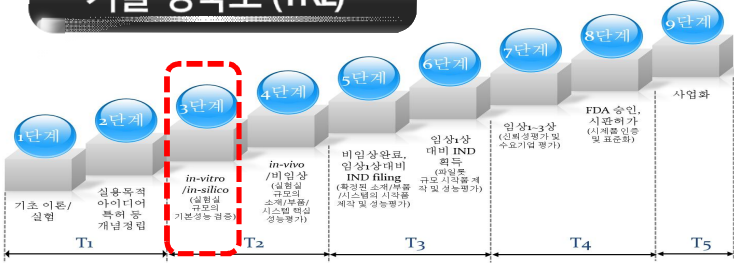 기술 성숙도 (TRL)
1단계
2단계
3단계
4단계
5단계
6단계
7단계
8단계
9단계
기초 이론/
실험
실용목적
아이디어
특허 등
개념정립
in-vitro
/in-silico
(실험실
규모의
기본성능 검증)
in-vivo
/비임상
(실험실
규모의
소재/부품/
시스템 핵심
성능평가)
비임상완료,
임상1상대비
IND filing
(확정된 소재/부품
/시스템의 시작품
제작 및 성능평가)
임상1상
대비 IND
획득
(파일롯
규모 시작품 제
작 및 성능평가)
임상1~3상
(신뢰성평가 및
수요기업 평가)
FDA 승인,
시판허가
(시제품 인증
및 표준화)
사업화
T1
T2
T3
T4
T5